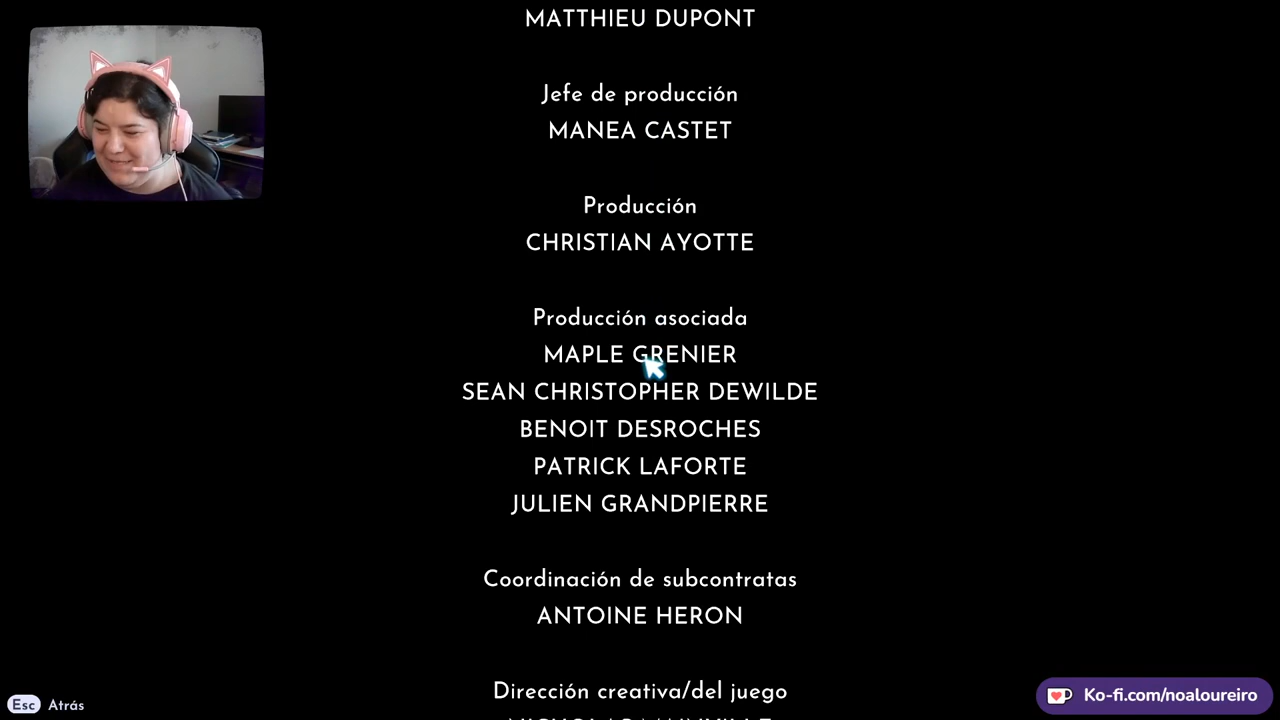 MATTHIEU DUPONT
Jefe de producción
MANEA CASTET
Producción
CHRISTIAN AYOTTE
Producción asociada
MAPLE GRENIER
SEAN CHRISTOPHER DEWILDE
BENOIT DESROCHES
PATRICK LAFORTE
JULIEN GRANDPIERRE
Coordinación de subcontratas
ANTOINE HERON
Dirección creativa/del juego
Esc Atrás
Ko-fi.com/noaloureiro